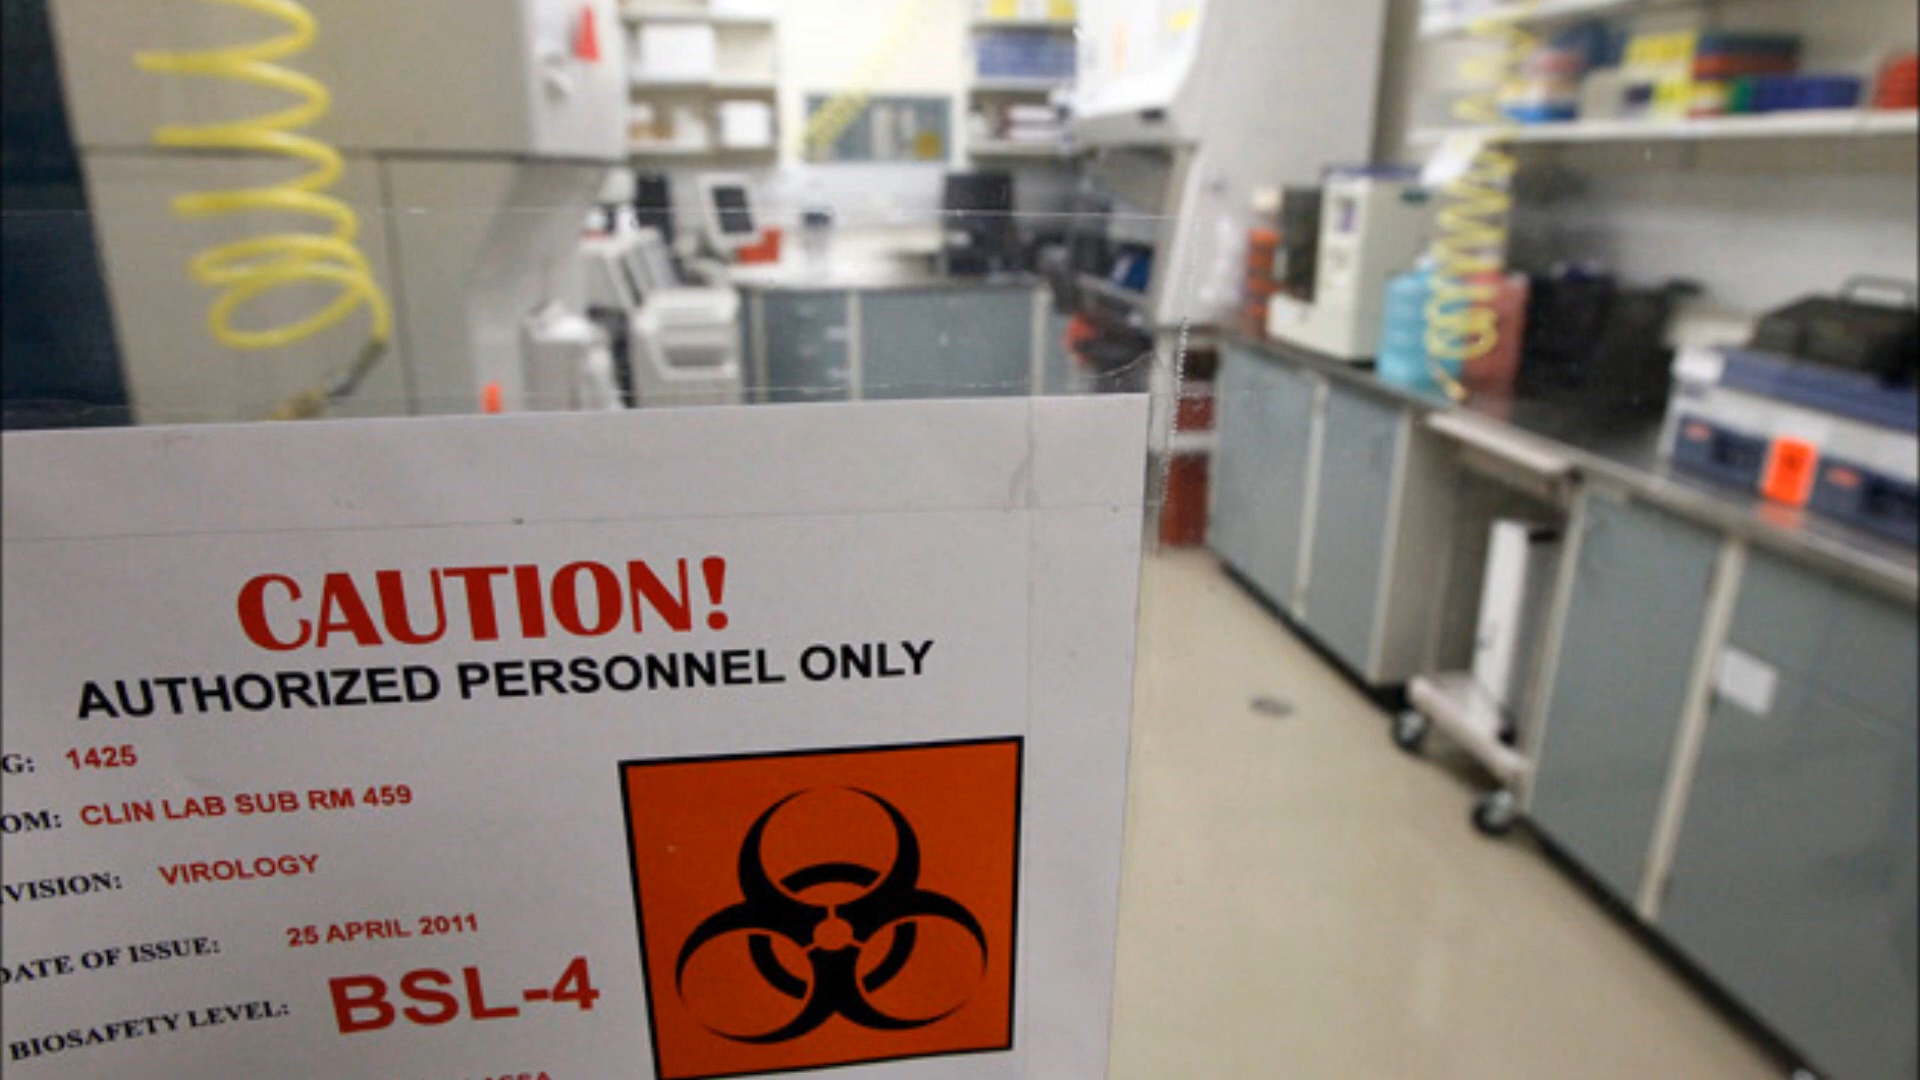 CAUTION!
AUTHORIZED PERSONNEL ONLY
G: 1425
OM: CLIN LAB SUB RM 459
VISION: VIROLOGY
DATE OF ISSUE: 25 APRIL 2011
BIOSAFETY LEVEL: BSL-4